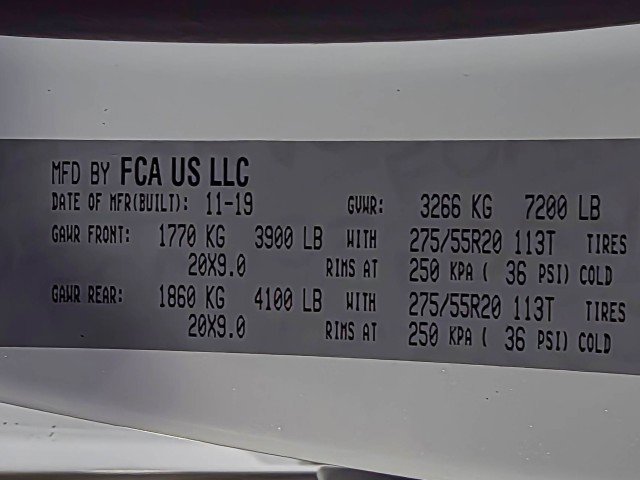 MFD BY FCA US LLC
DATE OF MFR(BUILT): 11-19 GVWR: 3266 KG 7200 LB
GAWR FRONT: 1770 KG 3900 LB WITH 275/55R20 113T TIRES
20X9.0 RIMS AT 250 KPA ( 36 PSI) COLD
GAWR REAR: 1860 KG 4100 LB WITH 275/55R20 113T TIRES
20X9.0 RIMS AT 250 KPA ( 36 PSI) COLD